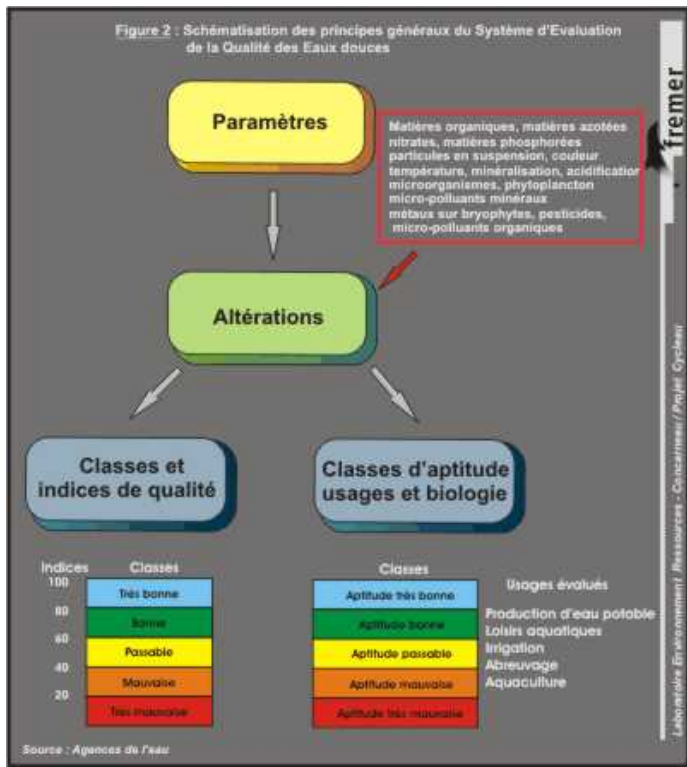 Figure 2 : Schématisation des principes généraux du Système d'Evaluation
de la Qualité des Eaux douces
fremer
Paramètres
Matières organiques, matières azotées
nitrates, matières phosphorées
particules en suspension, couleur
température, minéralisation, acidification
microorganismes, phytoplancton
micro-polluants minéraux
métaux sur bryophytes, pesticides,
micro-polluants organiques
Altérations
Classes et
indices de qualité
Classes d'aptitude
usages et biologie
Indices
Classes
100
80
60
40
20
Très bonne
Bonne
Passable
Mauvaise
Très mauvaise
Classes
Aptitude très bonne
Aptitude bonne
Aptitude passable
Aptitude mauvaise
Aptitude très mauvaise
Usages évalués
Production d'eau potable
Loisirs aquatiques
Irrigation
Abreuvage
Aquaculture
Laboratoire Environnement Ressources - Concarneau / Projet Cycleau
Source : Agences de l'eau